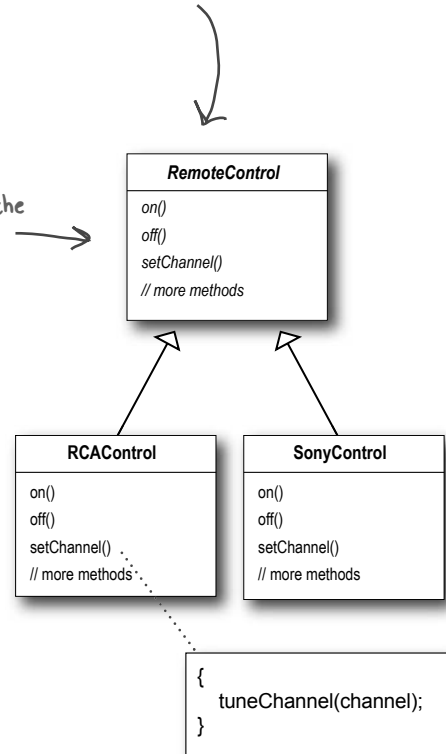 RemoteControl
on()
the
off()
setChannel()
// more methods
RCAControl
on()
off()
setChannel()
// more methods
SonyControl
on()
off()
setChannel()
// more methods
{
tuneChannel(channel);
}